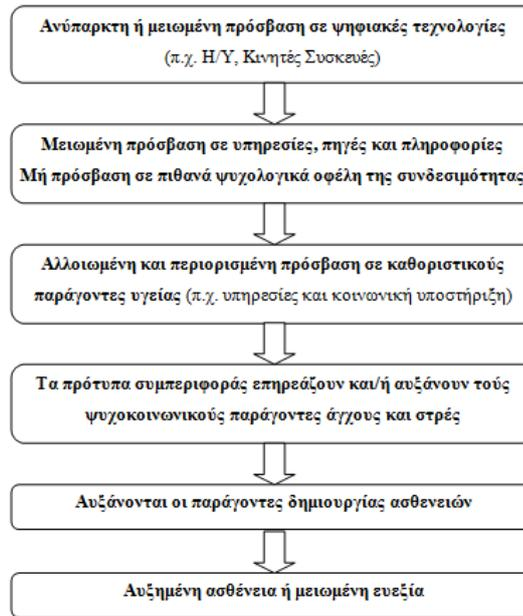 Ανύπαρκτη ή μειωμένη πρόσβαση σε ψηφιακές τεχνολογίες
(π.χ. Η/Υ, Κινητές Συσκευές)
Μειωμένη πρόσβαση σε υπηρεσίες, πηγές και πληροφορίες
Μή πρόσβαση σε πιθανά ψυχολογικά οφέλη της συνδεσιμότητας
Αλλοιωμένη και περιορισμένη πρόσβαση σε καθοριστικούς
παράγοντες υγείας (π.χ. υπηρεσίες και κοινωνική υποστήριξη)
Τα πρότυπα συμπεριφοράς επηρεάζουν και/ή αυξάνουν τούς
ψυχοκοινωνικούς παράγοντες άγχους και στρές
Αυξάνονται οι παράγοντες δημιουργίας ασθενειών
Αυξημένη ασθένεια ή μειωμένη ευεξία